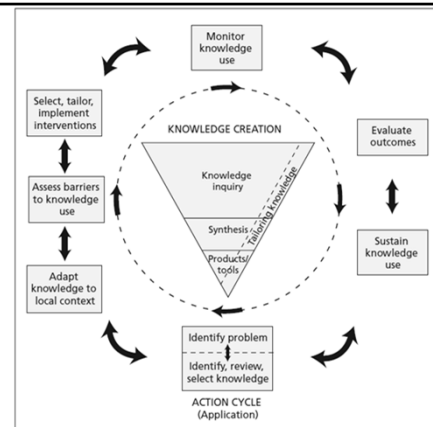 Monitor
knowledge
use
Select, tailor,
implement
interventions
KNOWLEDGE CREATION
Evaluate
outcomes
Knowledge
inquiry
Tailoring knowledge
Assess barriers
to knowledge
use
Synthesis
Products/
tools
Sustain
knowledge
use
Adapt
knowledge to
local context
Identify problem
Identify, review,
select knowledge
ACTION CYCLE
(Application)